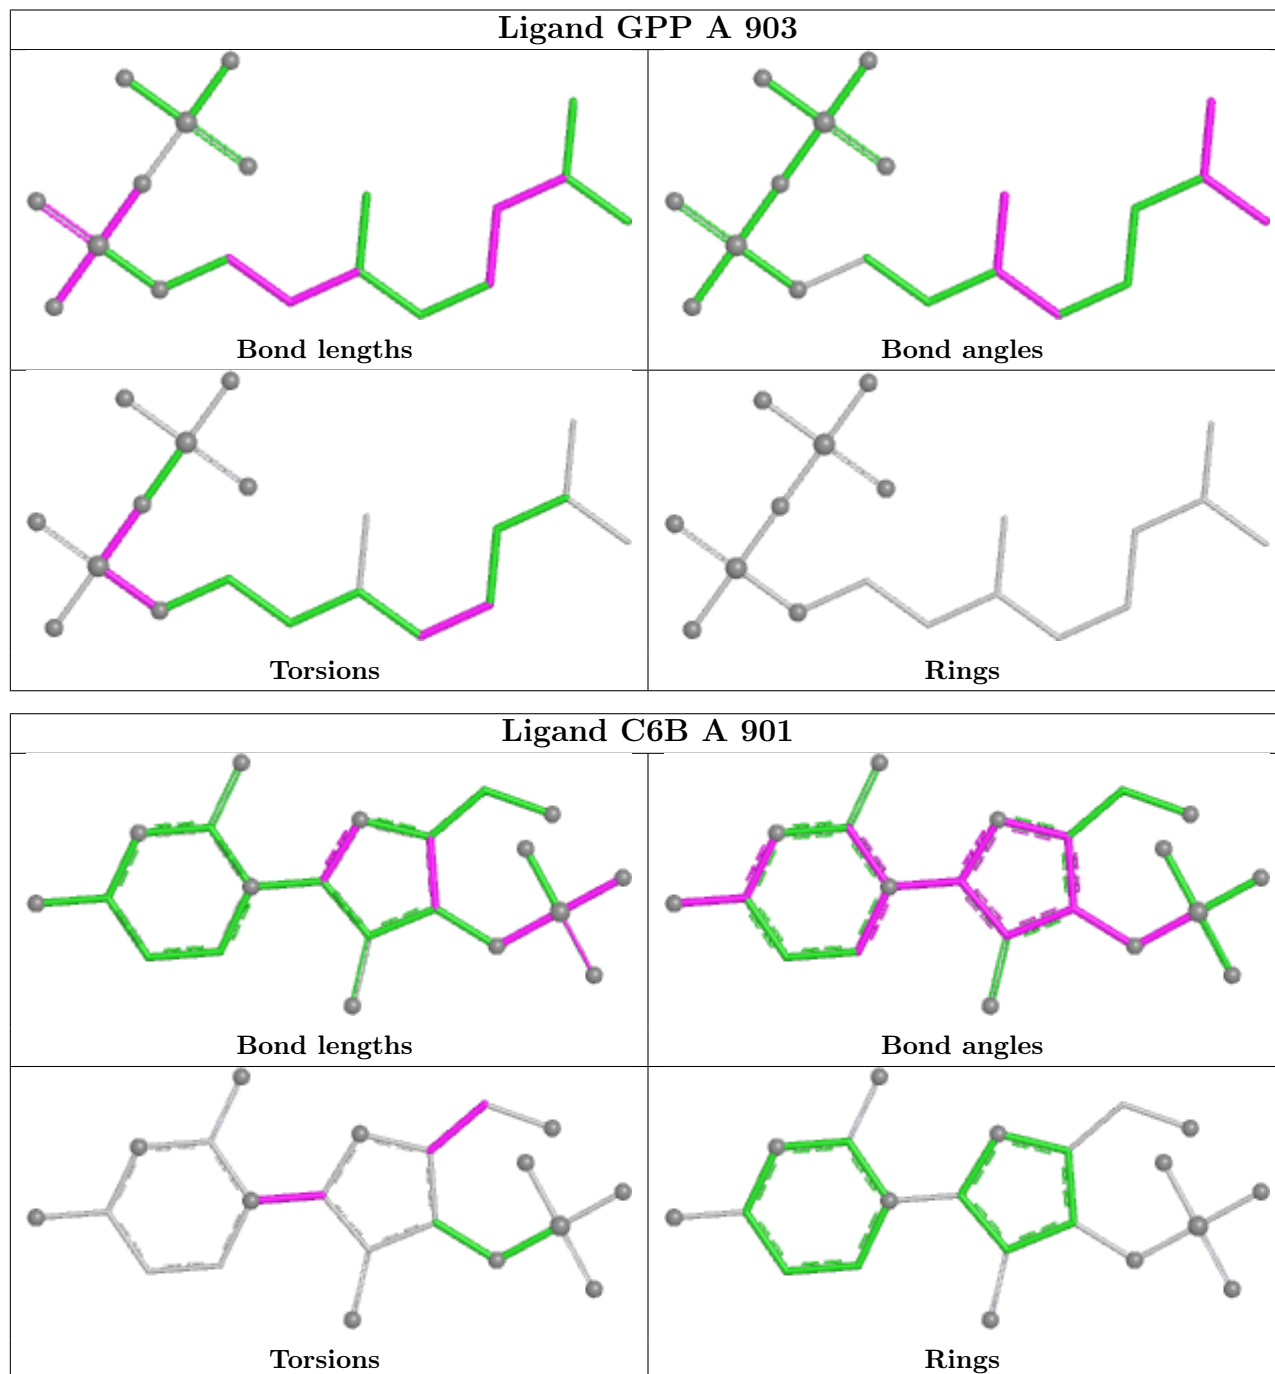 Ligand GPP A 903
Bond lengths
Bond angles
Torsions
Rings
Ligand C6B A 901
Bond lengths
Bond angles
Torsions
Rings